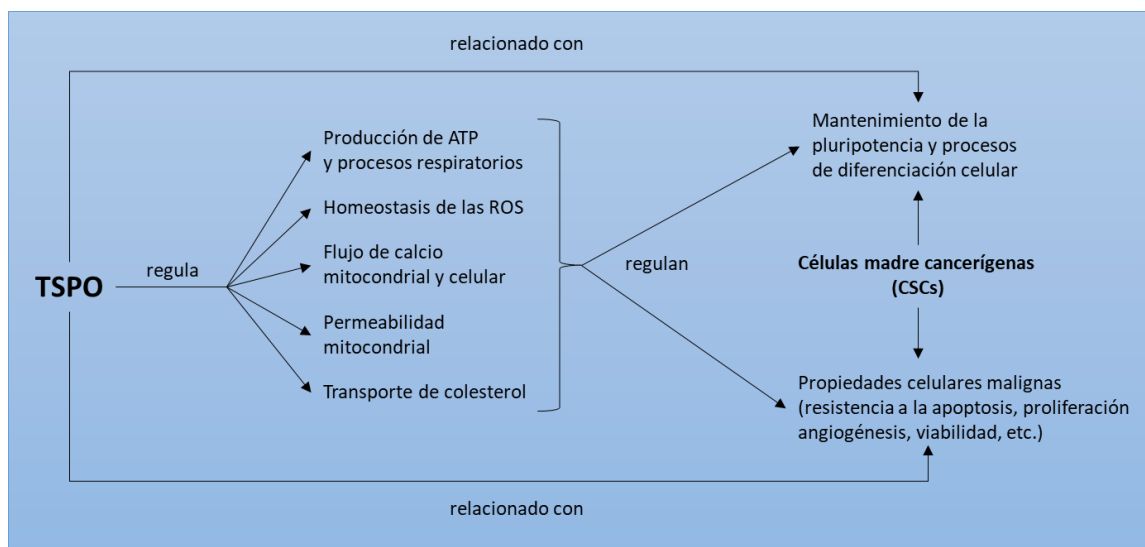 relacionado con
Mantenimiento de la
pluripotencia y procesos
de diferenciación celular
Producción de ATP
y procesos respiratorios
Homeostasis de las ROS
TSPO
regula
Flujo de calcio
mitocondrial y celular
regulan
Células madre cancerígenas
(CSCs)
Permeabilidad
mitocondrial
Transporte de colesterol
Propiedades celulares malignas
(resistencia a la apoptosis, proliferación
angiogénesis, viabilidad, etc.)
relacionado con